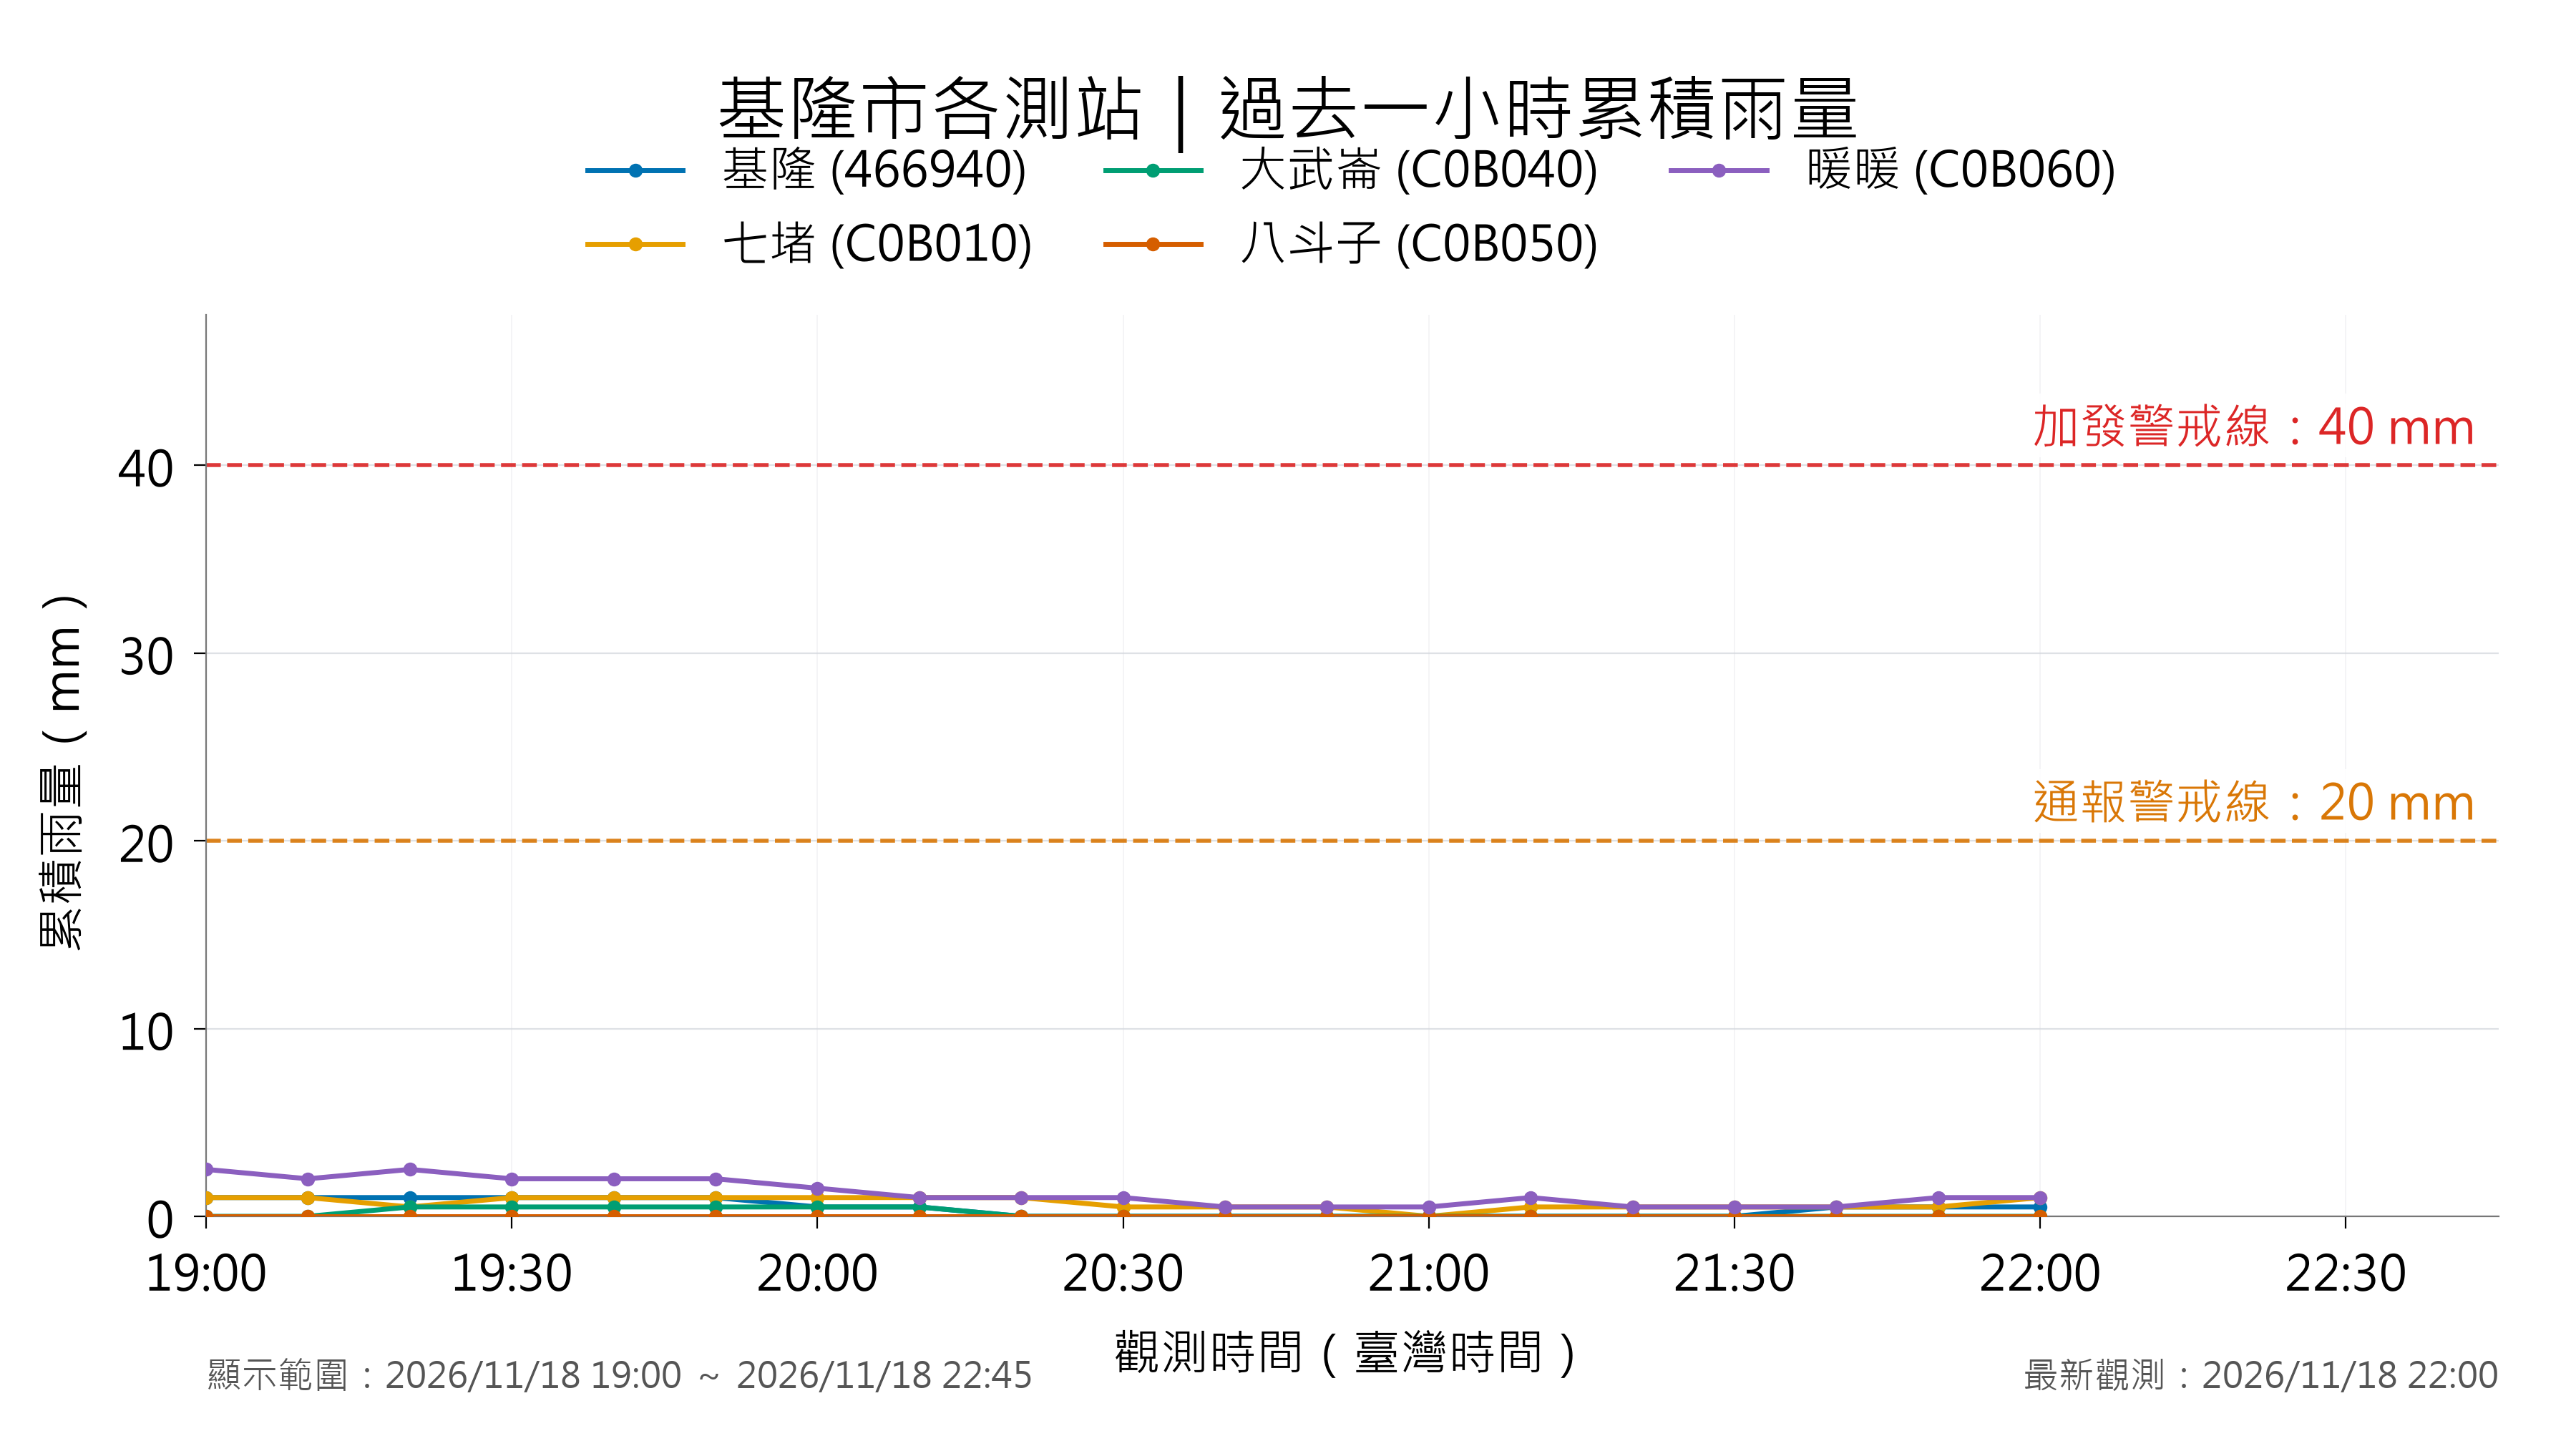 基隆市各測站｜過去一小時累積雨量
基隆 (466940)
大武崙 (C0B040)
暖暖 (C0B060)
七堵 (C0B010)
八斗子 (C0B050)
累積雨量（mm）
40
30
20
10
0
加發警戒線：40 mm
通報警戒線：20 mm
19:00
19:30
20:00
20:30
21:00
21:30
22:00
22:30
觀測時間（臺灣時間）
顯示範圍：2026/11/18 19:00 ~ 2026/11/18 22:45
最新觀測：2026/11/18 22:00